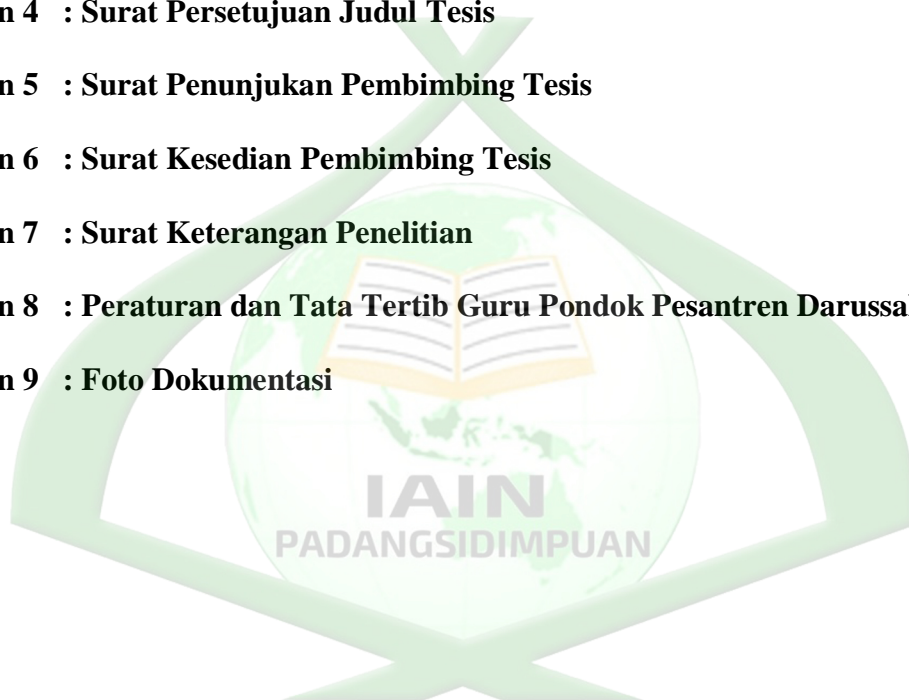 n 4 : Surat Persetujuan Judul Tesis
n 5 : Surat Penunjukan Pembimbing Tesis
n 6 : Surat Kesedian Pembimbing Tesis
n 7 : Surat Keterangan Penelitian
n 8 : Peraturan dan Tata Tertib Guru Pondok Pesantren Darussal
n 9 : Foto Dokumentasi
IAIN
PADANGSIDIMPUAN